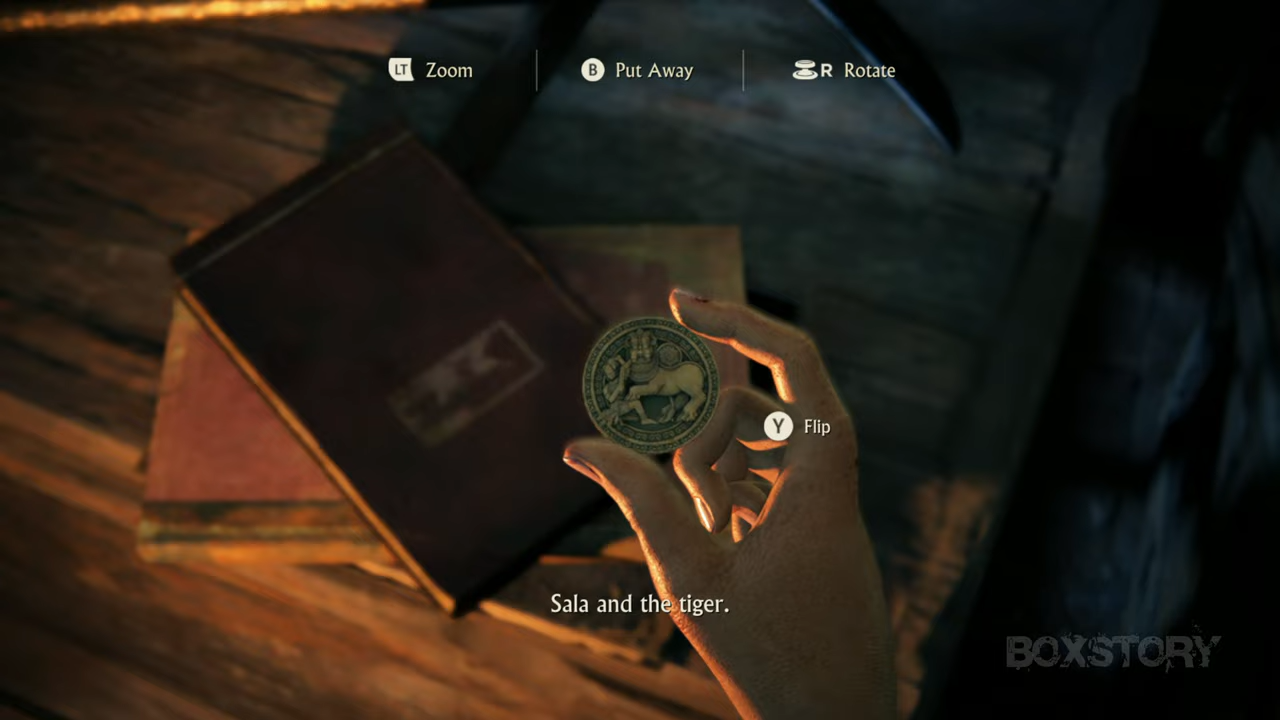 LT Zoom
B Put Away
R Rotate
Y Flip
Sala and the tiger.
BOXSTORY